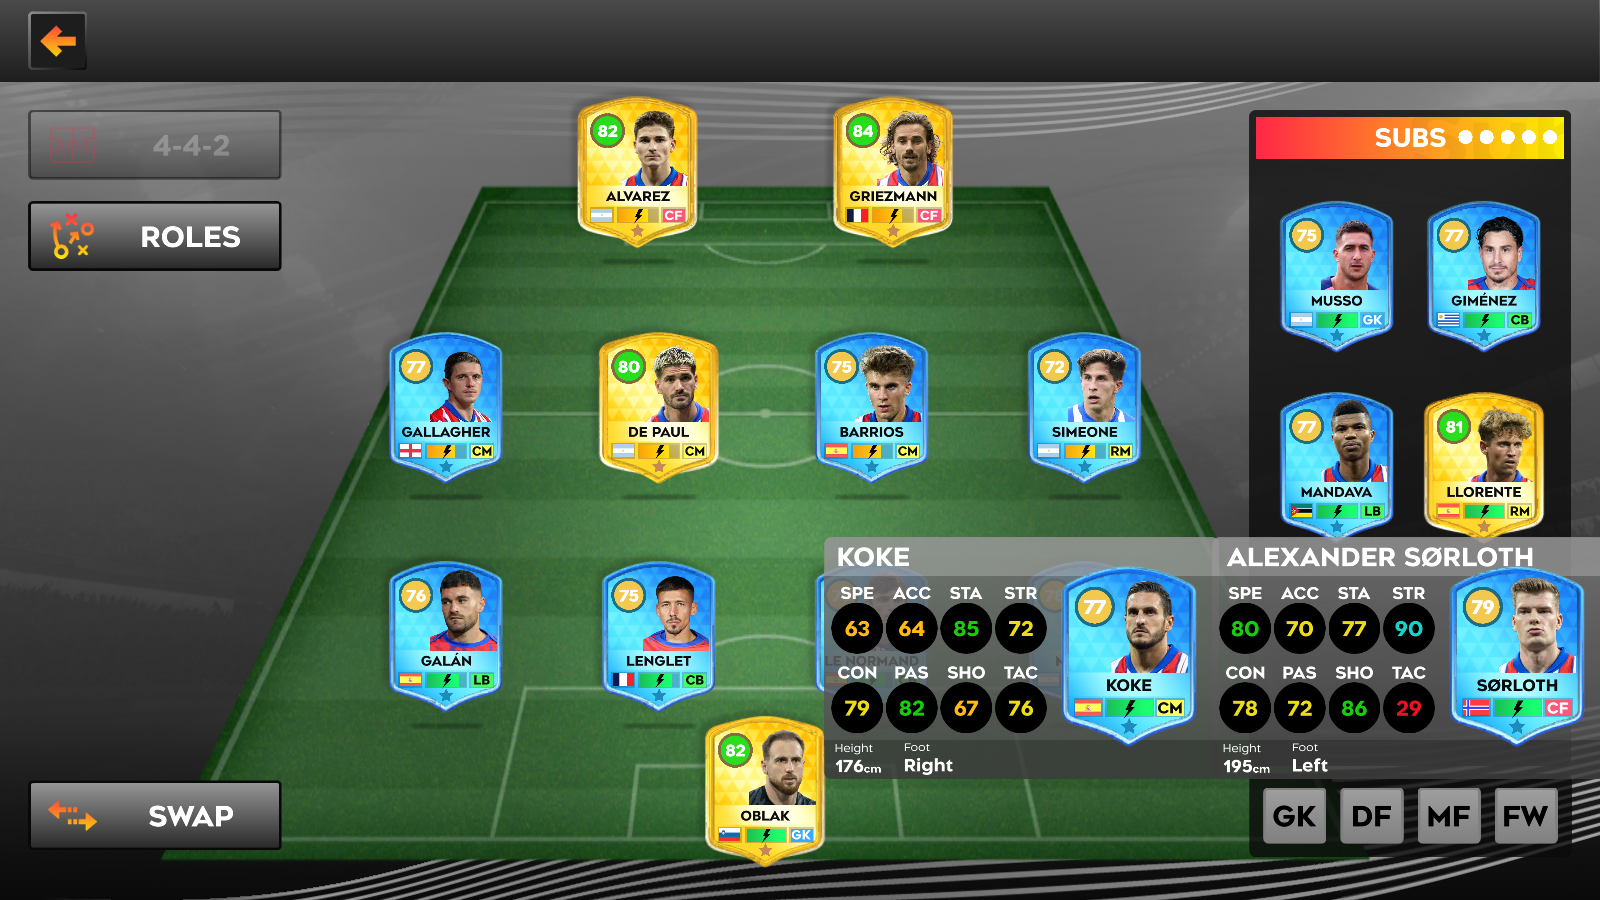 4-4-2
ROLES
82
ALVAREZ
CF
84
GRIEZMANN
CF
SUBS
75
MUSSO
GK
77
GIMÉNEZ
CB
77
GALLAGHER
CM
80
DE PAUL
CM
75
BARRIOS
CM
72
SIMEONE
RM
77
MANDAVA
LB
81
LLORENTE
RM
76
GALÁN
LB
75
LENGLET
CB
LE NORMAND
KOKE
SPE ACC STA STR
63 64 85 72
CON PAS SHO TAC
79 82 67 76
Height Foot
176cm Right
77
KOKE
CM
ALEXANDER SØRLOTH
SPE ACC STA STR
80 70 77 90
CON PAS SHO TAC
78 72 86 29
Height Foot
195cm Left
79
SØRLOTH
CF
82
OBLAK
GK
SWAP
GK DF MF FW